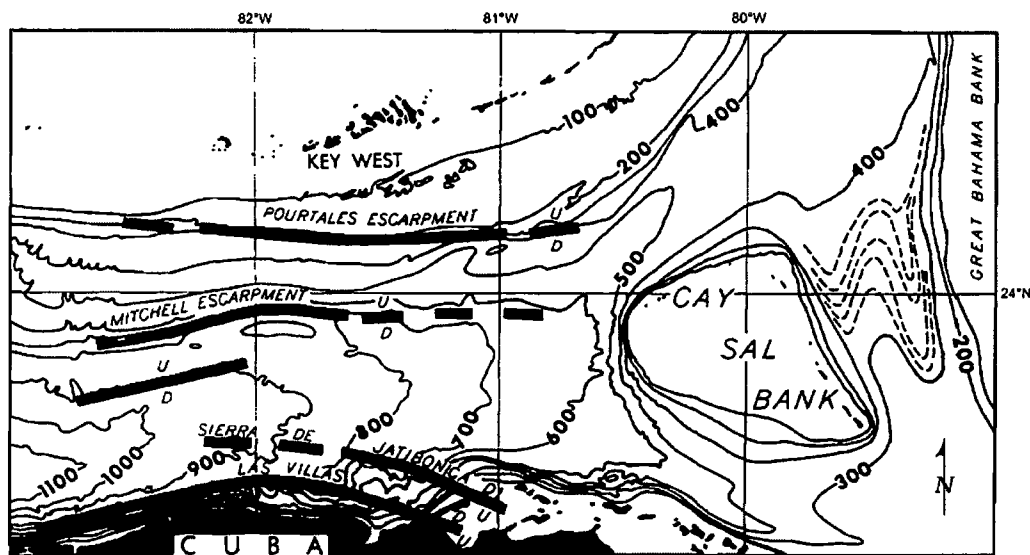 82°W 81°W 80°W
GREAT BAHAMA BANK
100
400
200
400
KEY WEST
POURTALES ESCARPMENT
U
D
500
24°N
CAY
SAL
BANK
MITCHELL ESCARPMENT
U
D
200
U
D
SIERRA DE JATIBONICA
800
700
600
LAS VILLAS
900
1000
1100
D
U
D
U
300
N
CUBA